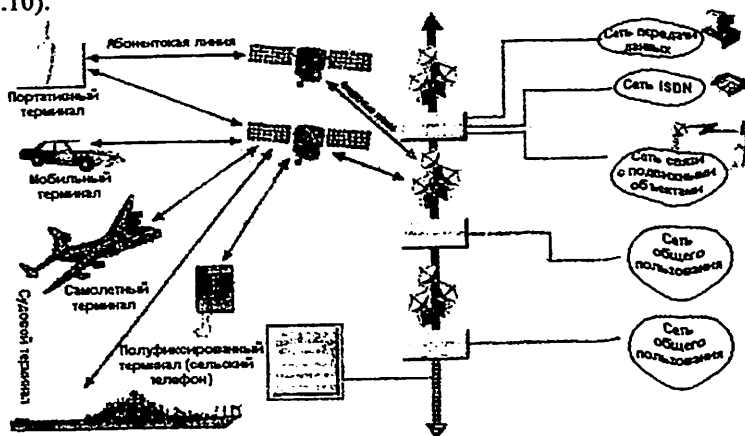 .10).
Абонентская линия
Портативный
терминал
Мобильный
терминал
Самолетный
терминал
Судовой терминал
Полуфиксированный
терминал (сельский
телефон)
Сеть передачи
данных
Сеть ISDN
Сеть связи
с подвижными
объектами
Сеть
общего
пользования
Сеть
общего
пользования